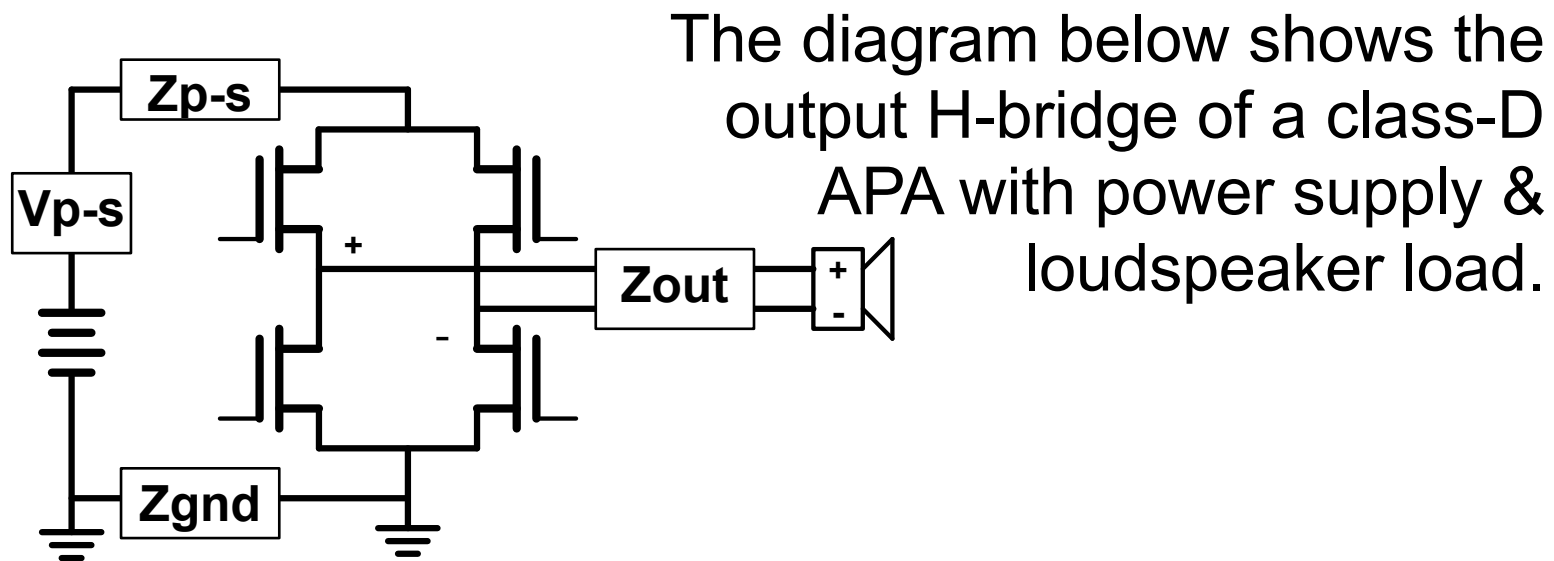 The diagram below shows the
output H-bridge of a class-D
APA with power supply &
loudspeaker load.
Zp-s
Vp-s
+
-
Zout
+
-
Zgnd